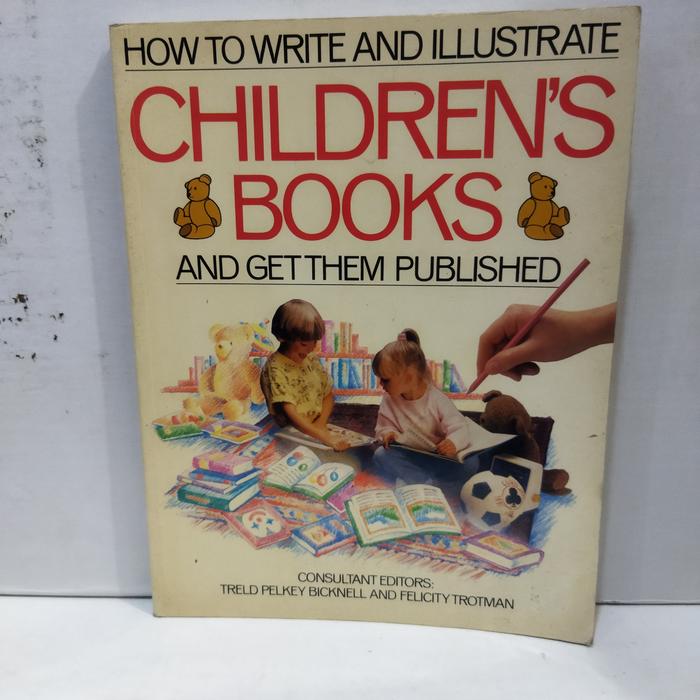 HOW TO WRITE AND ILLUSTRATE
CHILDREN'S
BOOKS
AND GET THEM PUBLISHED
CONSULTANT EDITORS:
TRELD PELKEY BICKNELL AND FELICITY TROTMAN